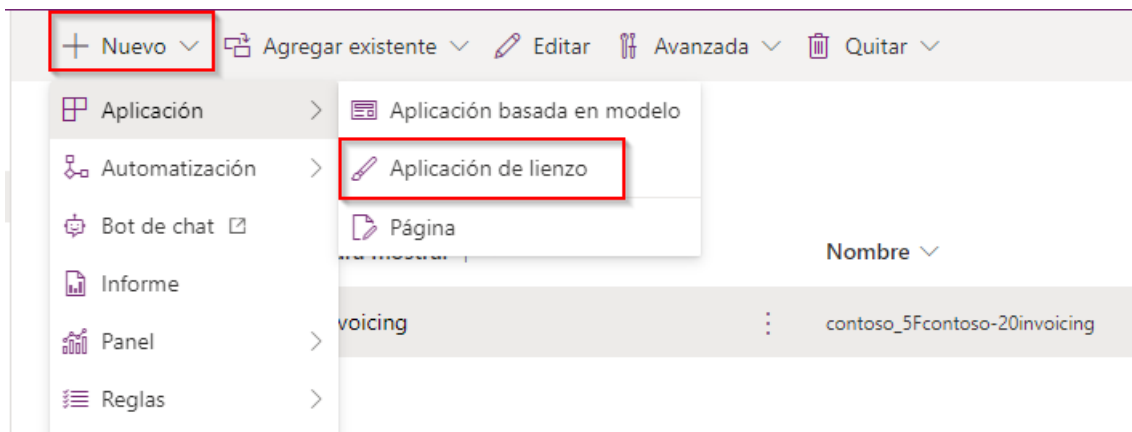 Nuevo Agregar existente Editar Avanzada Quitar
Aplicación Aplicación basada en modelo
Automatización Aplicación de lienzo
Bot de chat Página
mostrar Nombre
Informe
voicing contoso_5Fcontoso-20invoicing
Panel
Reglas